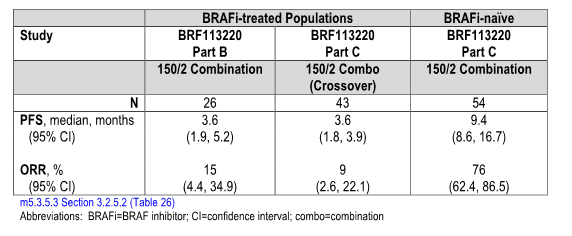 BRAFi-treated Populations BRAFi-naïve
Study BRF113220 Part B BRF113220 Part C BRF113220 Part C
150/2 Combination 150/2 Combo (Crossover) 150/2 Combination
N 26 43 54
PFS, median, months 3.6 3.6 9.4
(95% CI) (1.9, 5.2) (1.8, 3.9) (8.6, 16.7)
ORR, % 15 9 76
(95% CI) (4.4, 34.9) (2.6, 22.1) (62.4, 86.5)
m5.3.5.3 Section 3.2.5.2 (Table 26)
Abbreviations: BRAFi=BRAF inhibitor; CI=confidence interval; combo=combination